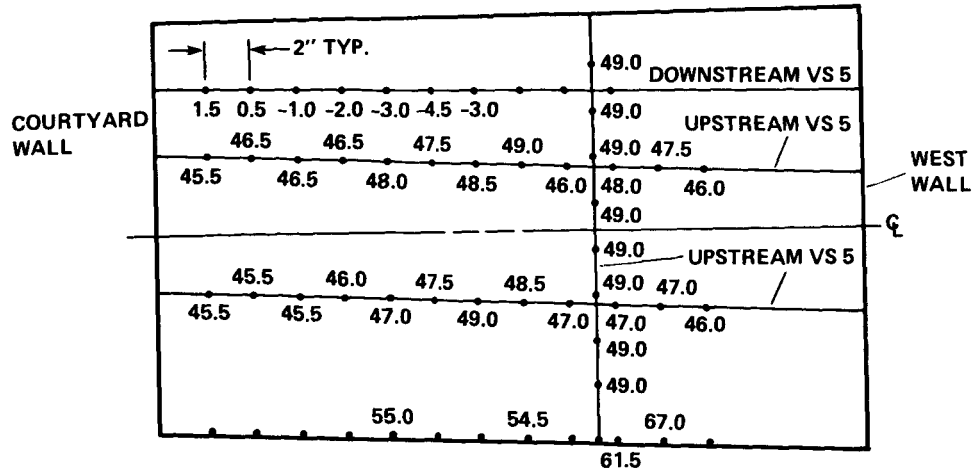 2″ TYP.
49.0
DOWNSTREAM VS 5
1.5 0.5 -1.0 -2.0 -3.0 -4.5 -3.0
49.0
COURTYARD
WALL
UPSTREAM VS 5
46.5 46.5 47.5 49.0 49.0 47.5
WEST
WALL
45.5 46.5 48.0 48.5 46.0 48.0 46.0
49.0
℄
49.0
UPSTREAM VS 5
45.5 46.0 47.5 48.5 49.0 47.0
45.5 45.5 47.0 49.0 47.0 47.0 46.0
49.0
49.0
55.0 54.5 67.0
61.5